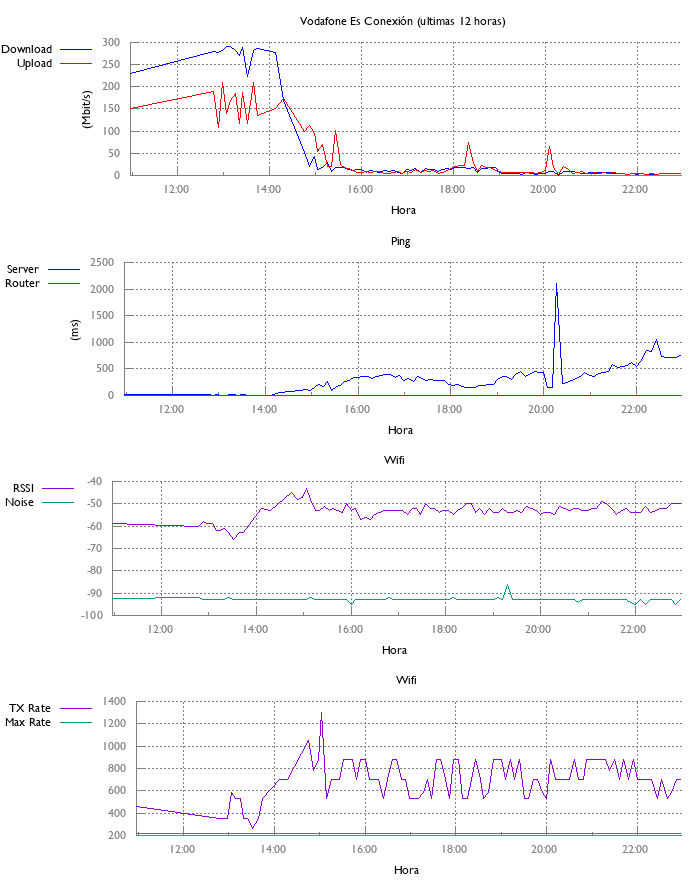 Vodafone Es Conexión (ultimas 12 horas)
Download
Upload
300
250
200
150
100
50
0
(Mbit/s)
12:00 14:00 16:00 18:00 20:00 22:00
Hora
Ping
Server
Router
2500
2000
1500
1000
500
0
(ms)
12:00 14:00 16:00 18:00 20:00 22:00
Hora
Wifi
RSSI
Noise
-40
-50
-60
-70
-80
-90
-100
12:00 14:00 16:00 18:00 20:00 22:00
Hora
Wifi
TX Rate
Max Rate
1400
1200
1000
800
600
400
200
12:00 14:00 16:00 18:00 20:00 22:00
Hora